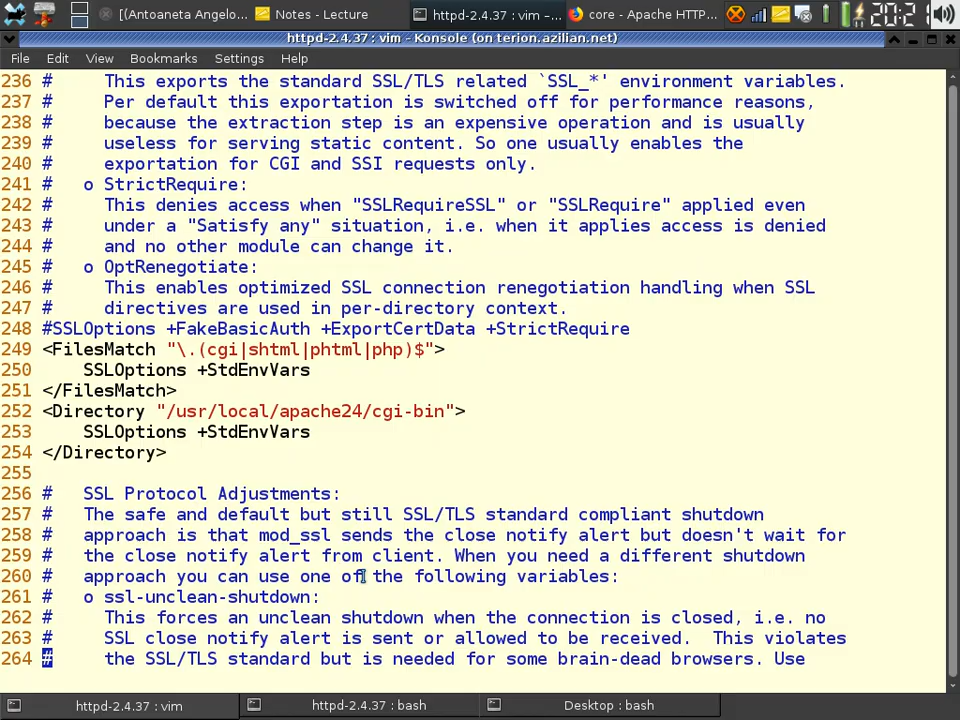 [(Antoaneta Angelo...
Notes - Lecture
httpd-2.4.37 : vim –...
core - Apache HTTP...
20:2
httpd-2.4.37 : vim – Konsole (on terion.azilian.net)
File Edit View Bookmarks Settings Help
236 #     This exports the standard SSL/TLS related `SSL_*' environment variables.
237 #     Per default this exportation is switched off for performance reasons,
238 #     because the extraction step is an expensive operation and is usually
239 #     useless for serving static content. So one usually enables the
240 #     exportation for CGI and SSI requests only.
241 #   o StrictRequire:
242 #     This denies access when "SSLRequireSSL" or "SSLRequire" applied even
243 #     under a "Satisfy any" situation, i.e. when it applies access is denied
244 #     and no other module can change it.
245 #   o OptRenegotiate:
246 #     This enables optimized SSL connection renegotiation handling when SSL
247 #     directives are used in per-directory context.
248 #SSLOptions +FakeBasicAuth +ExportCertData +StrictRequire
249 <FilesMatch "\.(cgi|shtml|phtml|php)$">
250     SSLOptions +StdEnvVars
251 </FilesMatch>
252 <Directory "/usr/local/apache24/cgi-bin">
253     SSLOptions +StdEnvVars
254 </Directory>
255
256 #   SSL Protocol Adjustments:
257 #   The safe and default but still SSL/TLS standard compliant shutdown
258 #   approach is that mod_ssl sends the close notify alert but doesn't wait for
259 #   the close notify alert from client. When you need a different shutdown
260 #   approach you can use one of the following variables:
261 #   o ssl-unclean-shutdown:
262 #     This forces an unclean shutdown when the connection is closed, i.e. no
263 #     SSL close notify alert is sent or allowed to be received.  This violates
264 #     the SSL/TLS standard but is needed for some brain-dead browsers. Use
httpd-2.4.37 : vim
httpd-2.4.37 : bash
Desktop : bash